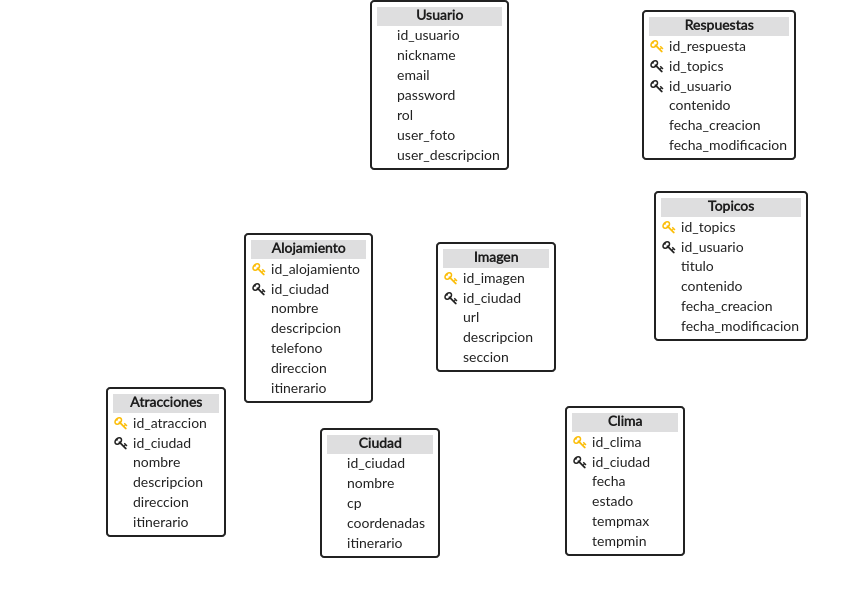 Usuario
id_usuario
nickname
email
password
rol
user_foto
user_descripcion
Respuestas
id_respuesta
id_topics
id_usuario
contenido
fecha_creacion
fecha_modificacion
Topicos
id_topics
id_usuario
titulo
contenido
fecha_creacion
fecha_modificacion
Alojamiento
id_alojamiento
id_ciudad
nombre
descripcion
telefono
direccion
itinerario
Imagen
id_imagen
id_ciudad
url
descripcion
seccion
Atracciones
id_atraccion
id_ciudad
nombre
descripcion
direccion
itinerario
Ciudad
id_ciudad
nombre
cp
coordenadas
itinerario
Clima
id_clima
id_ciudad
fecha
estado
tempmax
tempmin